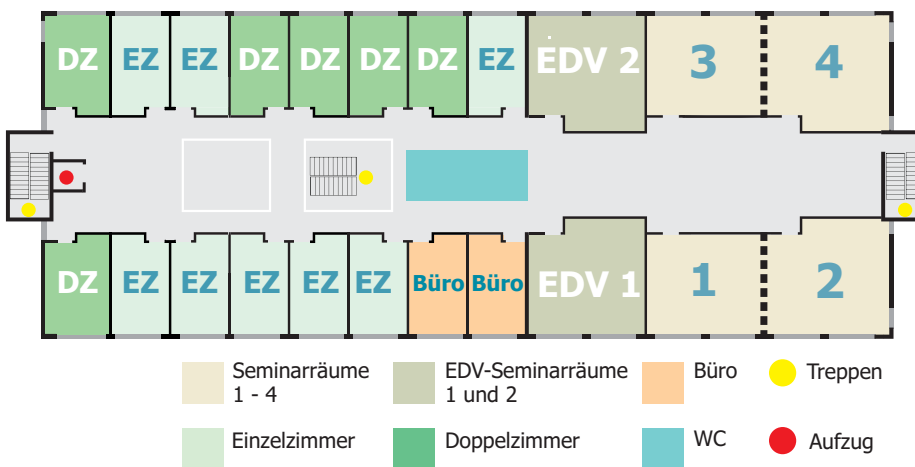 DZ EZ EZ DZ DZ DZ DZ EZ EDV 2 3 4
DZ EZ EZ EZ EZ EZ Büro Büro EDV 1 1 2
Seminarräume
1 - 4
EDV-Seminarräume
1 und 2
Büro
Treppen
Einzelzimmer
Doppelzimmer
WC
Aufzug